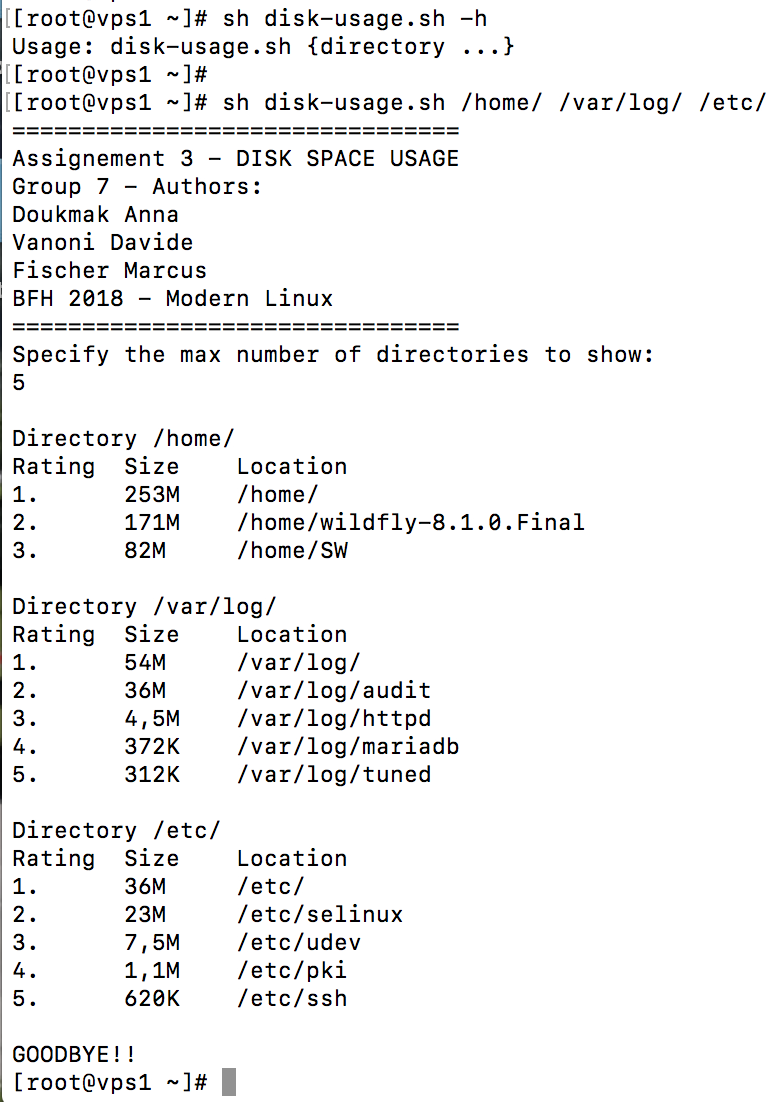 [[root@vps1 ~]# sh disk-usage.sh -h
Usage: disk-usage.sh {directory ...}
[[root@vps1 ~]#
[[root@vps1 ~]# sh disk-usage.sh /home/ /var/log/ /etc/
================================
Assignement 3 - DISK SPACE USAGE
Group 7 - Authors:
Doukmak Anna
Vanoni Davide
Fischer Marcus
BFH 2018 - Modern Linux
================================
Specify the max number of directories to show:
5
Directory /home/
Rating  Size    Location
1.      253M    /home/
2.      171M    /home/wildfly-8.1.0.Final
3.      82M     /home/SW
Directory /var/log/
Rating  Size    Location
1.      54M     /var/log/
2.      36M     /var/log/audit
3.      4,5M    /var/log/httpd
4.      372K    /var/log/mariadb
5.      312K    /var/log/tuned
Directory /etc/
Rating  Size    Location
1.      36M     /etc/
2.      23M     /etc/selinux
3.      7,5M    /etc/udev
4.      1,1M    /etc/pki
5.      620K    /etc/ssh
GOODBYE!!
[root@vps1 ~]#